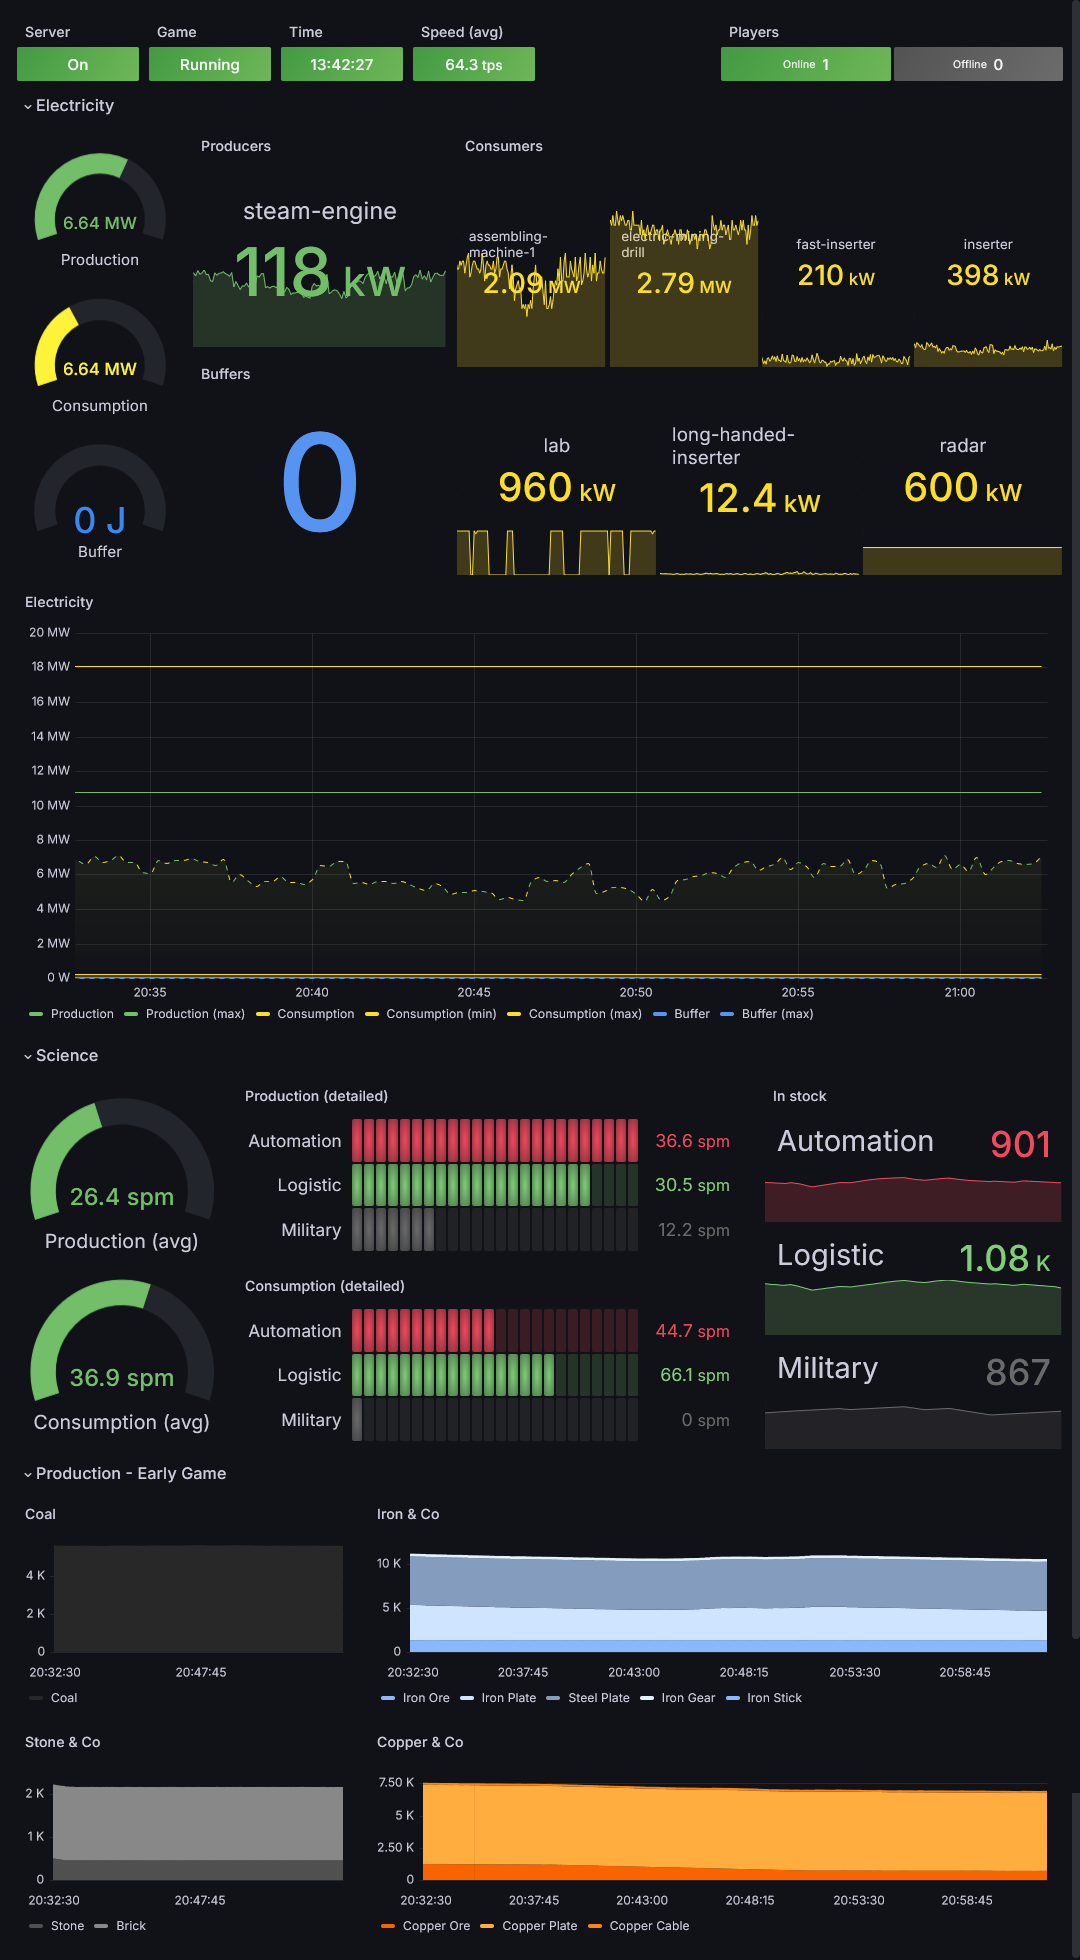 Server Game Time Speed (avg) Players
On Running 13:42:27 64.3 tps Online 1 Offline 0
Electricity
Producers Consumers
6.64 MW
Production
steam-engine
118 kW
assembling-
machine-1
2.09 MW
electric-mining-
drill
2.79 MW
fast-inserter
210 kW
inserter
398 kW
6.64 MW
Consumption
Buffers
0
0 J
Buffer
lab
960 kW
long-handed-
inserter
12.4 kW
radar
600 kW
Electricity
20 MW
18 MW
16 MW
14 MW
12 MW
10 MW
8 MW
6 MW
4 MW
2 MW
0 W
20:35 20:40 20:45 20:50 20:55 21:00
Production Production (max) Consumption Consumption (min) Consumption (max) Buffer Buffer (max)
Science
26.4 spm
Production (avg)
36.9 spm
Consumption (avg)
Production (detailed)
Automation 36.6 spm
Logistic 30.5 spm
Military 12.2 spm
Consumption (detailed)
Automation 44.7 spm
Logistic 66.1 spm
Military 0 spm
In stock
Automation 901
Logistic 1.08 K
Military 867
Production - Early Game
Coal
4 K
2 K
0
20:32:30 20:47:45
Coal
Iron & Co
10 K
5 K
0
20:32:30 20:37:45 20:43:00 20:48:15 20:53:30 20:58:45
Iron Ore Iron Plate Steel Plate Iron Gear Iron Stick
Stone & Co
2 K
1 K
0
20:32:30 20:47:45
Stone Brick
Copper & Co
7.50 K
5 K
2.50 K
0
20:32:30 20:37:45 20:43:00 20:48:15 20:53:30 20:58:45
Copper Ore Copper Plate Copper Cable